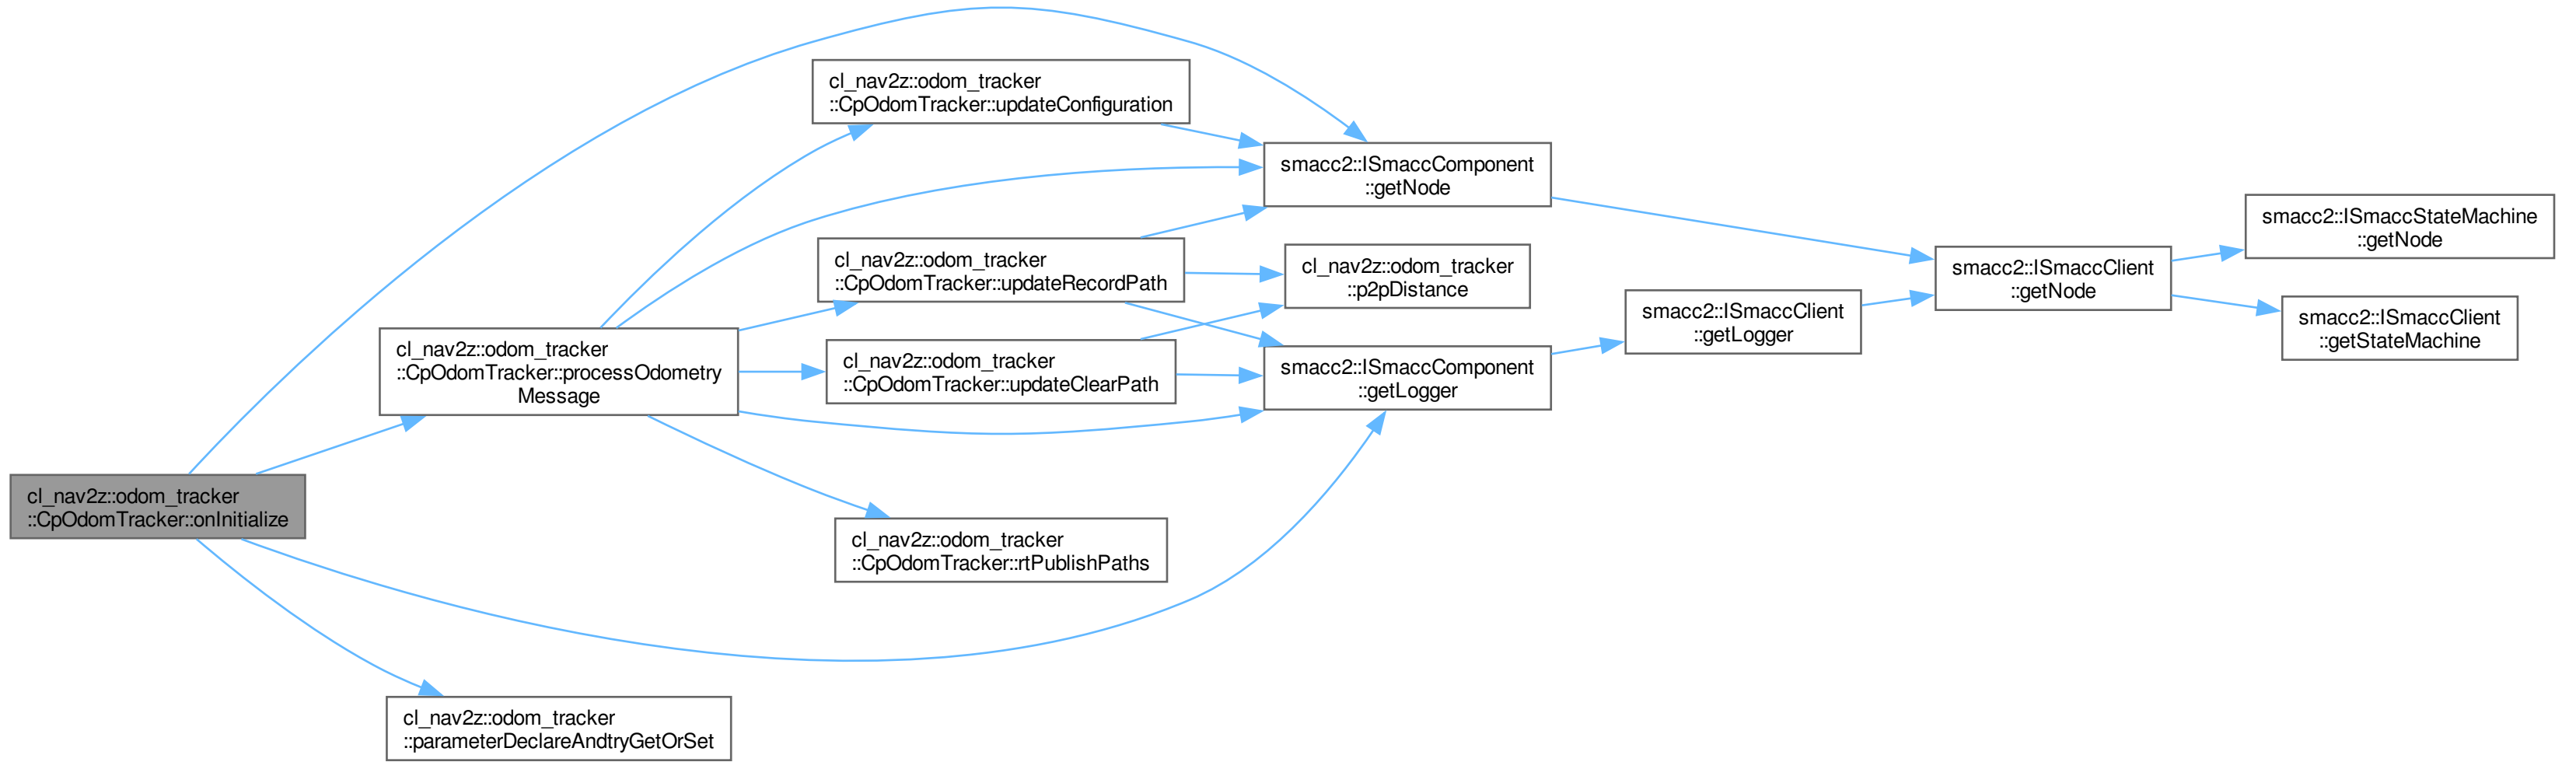 cl_nav2z::odom_tracker
::CpOdomTracker::onInitialize
cl_nav2z::odom_tracker
::CpOdomTracker::processOdometry
Message
cl_nav2z::odom_tracker
::parameterDeclareAndtryGetOrSet
cl_nav2z::odom_tracker
::CpOdomTracker::updateConfiguration
cl_nav2z::odom_tracker
::CpOdomTracker::updateRecordPath
cl_nav2z::odom_tracker
::CpOdomTracker::updateClearPath
cl_nav2z::odom_tracker
::CpOdomTracker::rtPublishPaths
smacc2::ISmaccComponent
::getNode
cl_nav2z::odom_tracker
::p2pDistance
smacc2::ISmaccComponent
::getLogger
smacc2::ISmaccClient
::getLogger
smacc2::ISmaccClient
::getNode
smacc2::ISmaccStateMachine
::getNode
smacc2::ISmaccClient
::getStateMachine